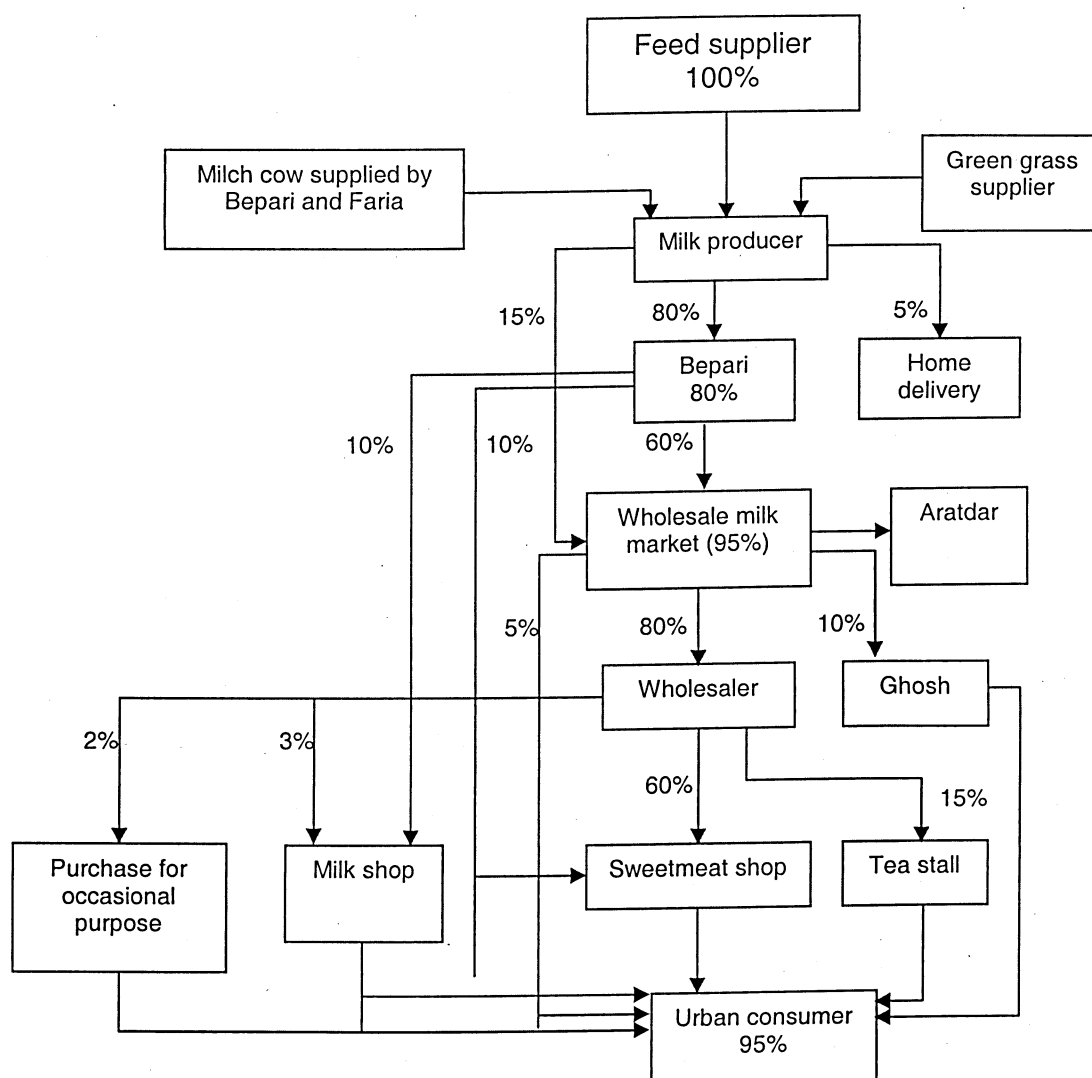 Feed supplier
100%
Milch cow supplied by
Bepari and Faria
Green grass
supplier
Milk producer
15%
80%
5%
Bepari
80%
Home
delivery
10%
10%
60%
Wholesale milk
market (95%)
Aratdar
5%
80%
10%
Wholesaler
Ghosh
2%
3%
60%
15%
Purchase for
occasional
purpose
Milk shop
Sweetmeat shop
Tea stall
Urban consumer
95%